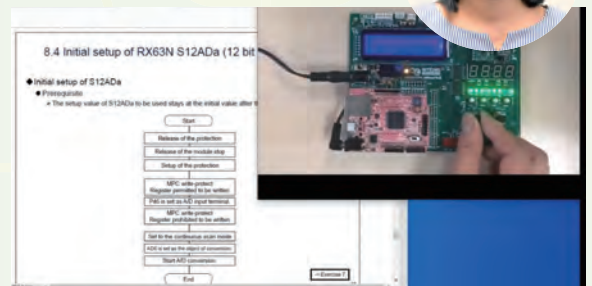 8.4 Initial setup of RX63N S12ADa (12 bit
Initial setup of S12ADa
Prerequisite
The setup value of S12ADa to be used stays at the initial value after
Start
Release of the protection
Release of the module stop
Setup of the protection
MPC write protect
Register permitted to be written
is set as A/D input terminal.
MPC write protect
Register prohibited to be written
Set to the continuous scan mode
is set as the object of conversion.
Start A/D conversion
End
Exercise 7